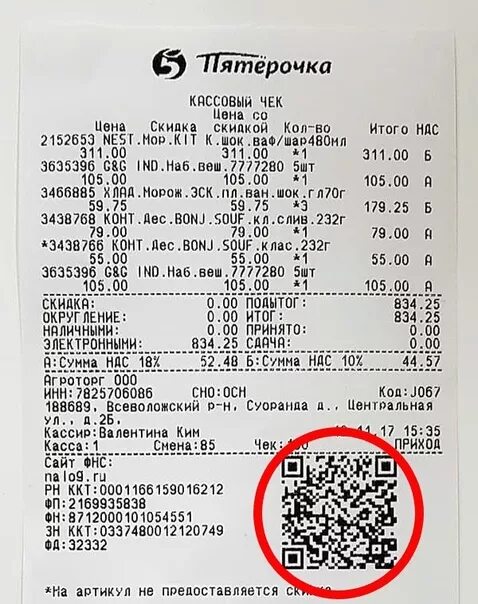 5 Пятёрочка
КАССОВЫЙ ЧЕК
Цена со
Цена Скидка скидкой Кол-во Итого НДС
2152653 NEST.Мор.KIT К.шок.ваф/шар480мл
311.00 311.00 *1 311.00 Б
3635395 G&G IND.Наб.веш.7777280 5шт
105.00 105.00 *1 105.00 А
3466885 ХЛАД.Морож.ЭСК.пл.ван.шок.гл70г
59.75 59.75 *3 179.25 Б
3438768 КОНТ.Дес.BONJ.SOUF.кл.слив.232г
79.00 79.00 *1 79.00 А
*3438766 КОНТ.Дес.BONJ.SOUF.клас.232г
55.00 55.00 *1 55.00 А
3635396 G&G IND.Наб.веш.7777280 5шт
105.00 105.00 *1 105.00 А
СКИДКА: 0.00 ПОДЫТОГ: 834.25
ОКРУГЛЕНИЕ: 0.00 ИТОГ: 834.25
НАЛИЧНЫМИ: 0.00 ПРИНЯТО: 0.00
ЭЛЕКТРОННЫМИ: 834.25 СДАЧА: 0.00
А:Сумма НДС 18% 52.48 Б:Сумма НДС 10% 44.57
Агроторг ООО
ИНН:7825706086 СНО:ОСН Код:J067
188689, Всеволожский р-н, Суоранда д., Центральная
ул., д.2Б,
Кассир:Валентина Ким 11.17 15:35
Касса:1 Смена:85 Чек: ПРИХОД
Сайт ФНС:
nalog.ru
РН ККТ:0001166159016212
ФП:2169935838
ФН:8712000101054551
ЗН ККТ:0337480012120749
ФД:32332
*На артикул не предоставляется скидка